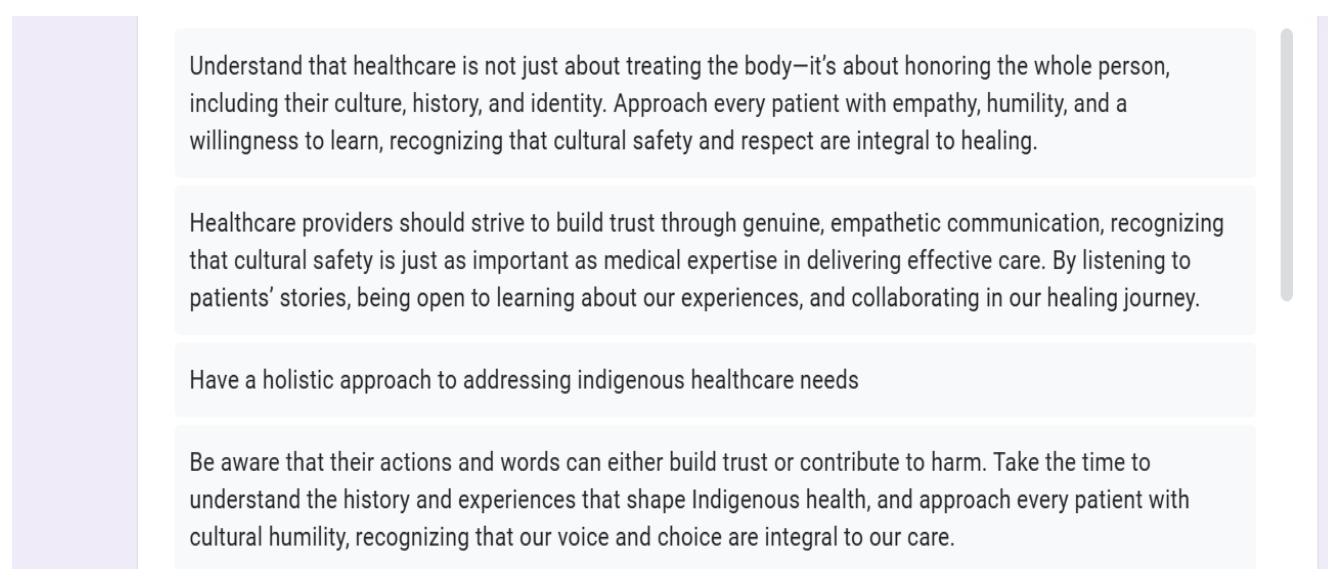 Understand that healthcare is not just about treating the body—it’s about honoring the whole person,
including their culture, history, and identity. Approach every patient with empathy, humility, and a
willingness to learn, recognizing that cultural safety and respect are integral to healing.
Healthcare providers should strive to build trust through genuine, empathetic communication, recognizing
that cultural safety is just as important as medical expertise in delivering effective care. By listening to
patients’ stories, being open to learning about our experiences, and collaborating in our healing journey.
Have a holistic approach to addressing indigenous healthcare needs
Be aware that their actions and words can either build trust or contribute to harm. Take the time to
understand the history and experiences that shape Indigenous health, and approach every patient with
cultural humility, recognizing that our voice and choice are integral to our care.